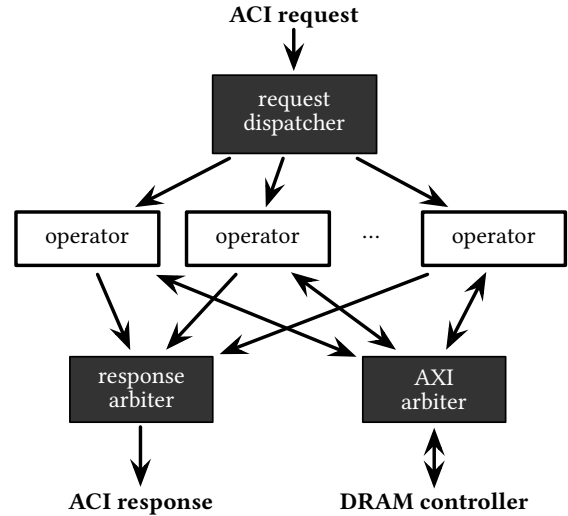 ACI request
request
dispatcher
operator
operator
...
operator
response
arbiter
AXI
arbiter
ACI response
DRAM controller